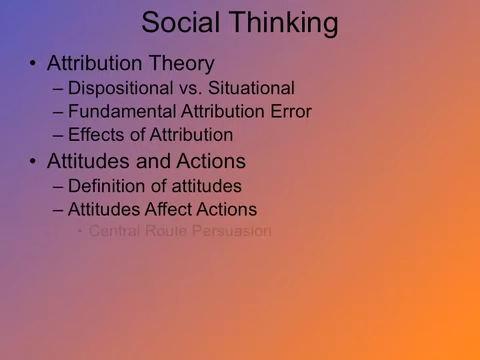 Social Thinking
• Attribution Theory
– Dispositional vs. Situational
– Fundamental Attribution Error
– Effects of Attribution
• Attitudes and Actions
– Definition of attitudes
– Attitudes Affect Actions
• Central Route Persuasion